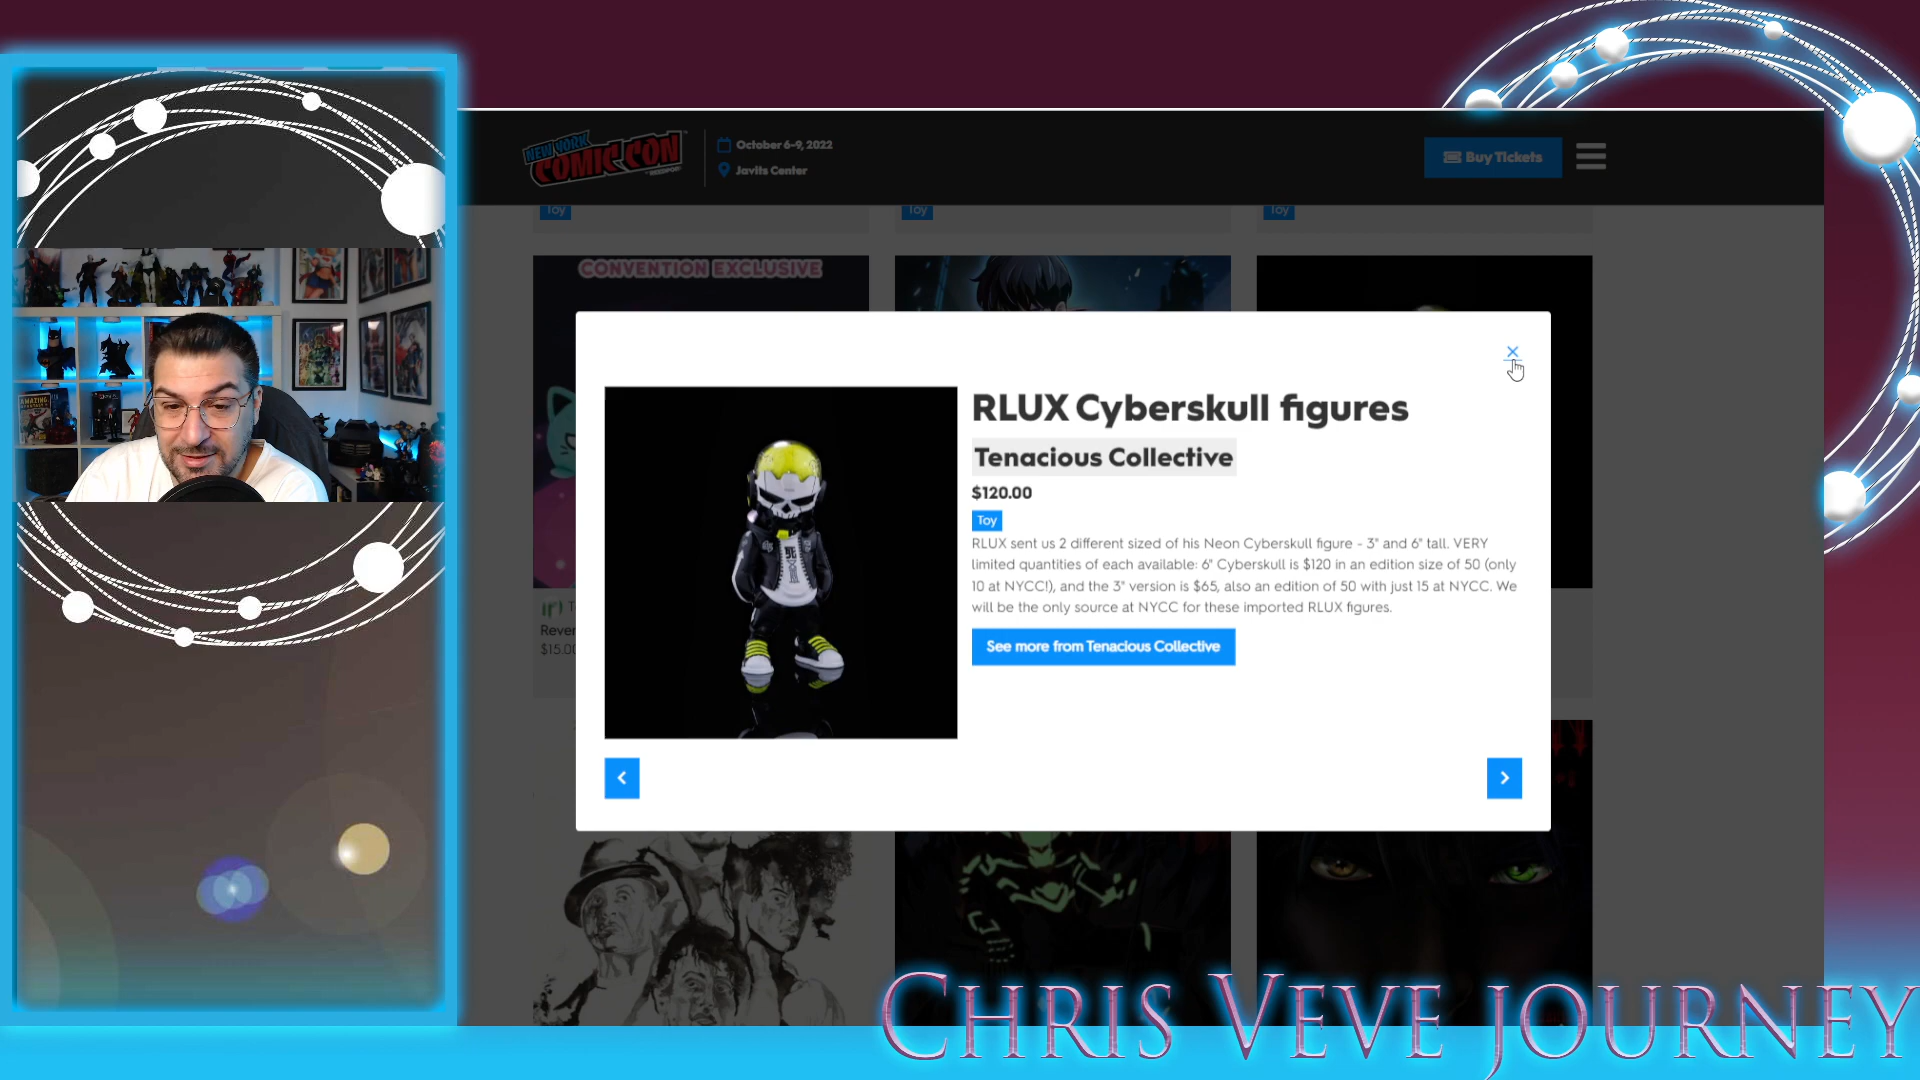 NEW YORK
COMIC CON
BY REEDPOP
October 6-9, 2022
Javits Center
Buy Tickets
Toy
Toy
Toy
CONVENTION EXCLUSIVE
RLUX Cyberskull figures
Tenacious Collective
$120.00
Toy
RLUX sent us 2 different sized of his Neon Cyberskull figure - 3" and 6" tall. VERY
limited quantities of each available: 6" Cyberskull is $120 in an edition size of 50 (only
10 at NYCC!), and the 3" version is $65, also an edition of 50 with just 15 at NYCC. We
will be the only source at NYCC for these imported RLUX figures.
See more from Tenacious Collective
Rever
$15.00
AMAZING
CHRIS VEVE JOURNEY